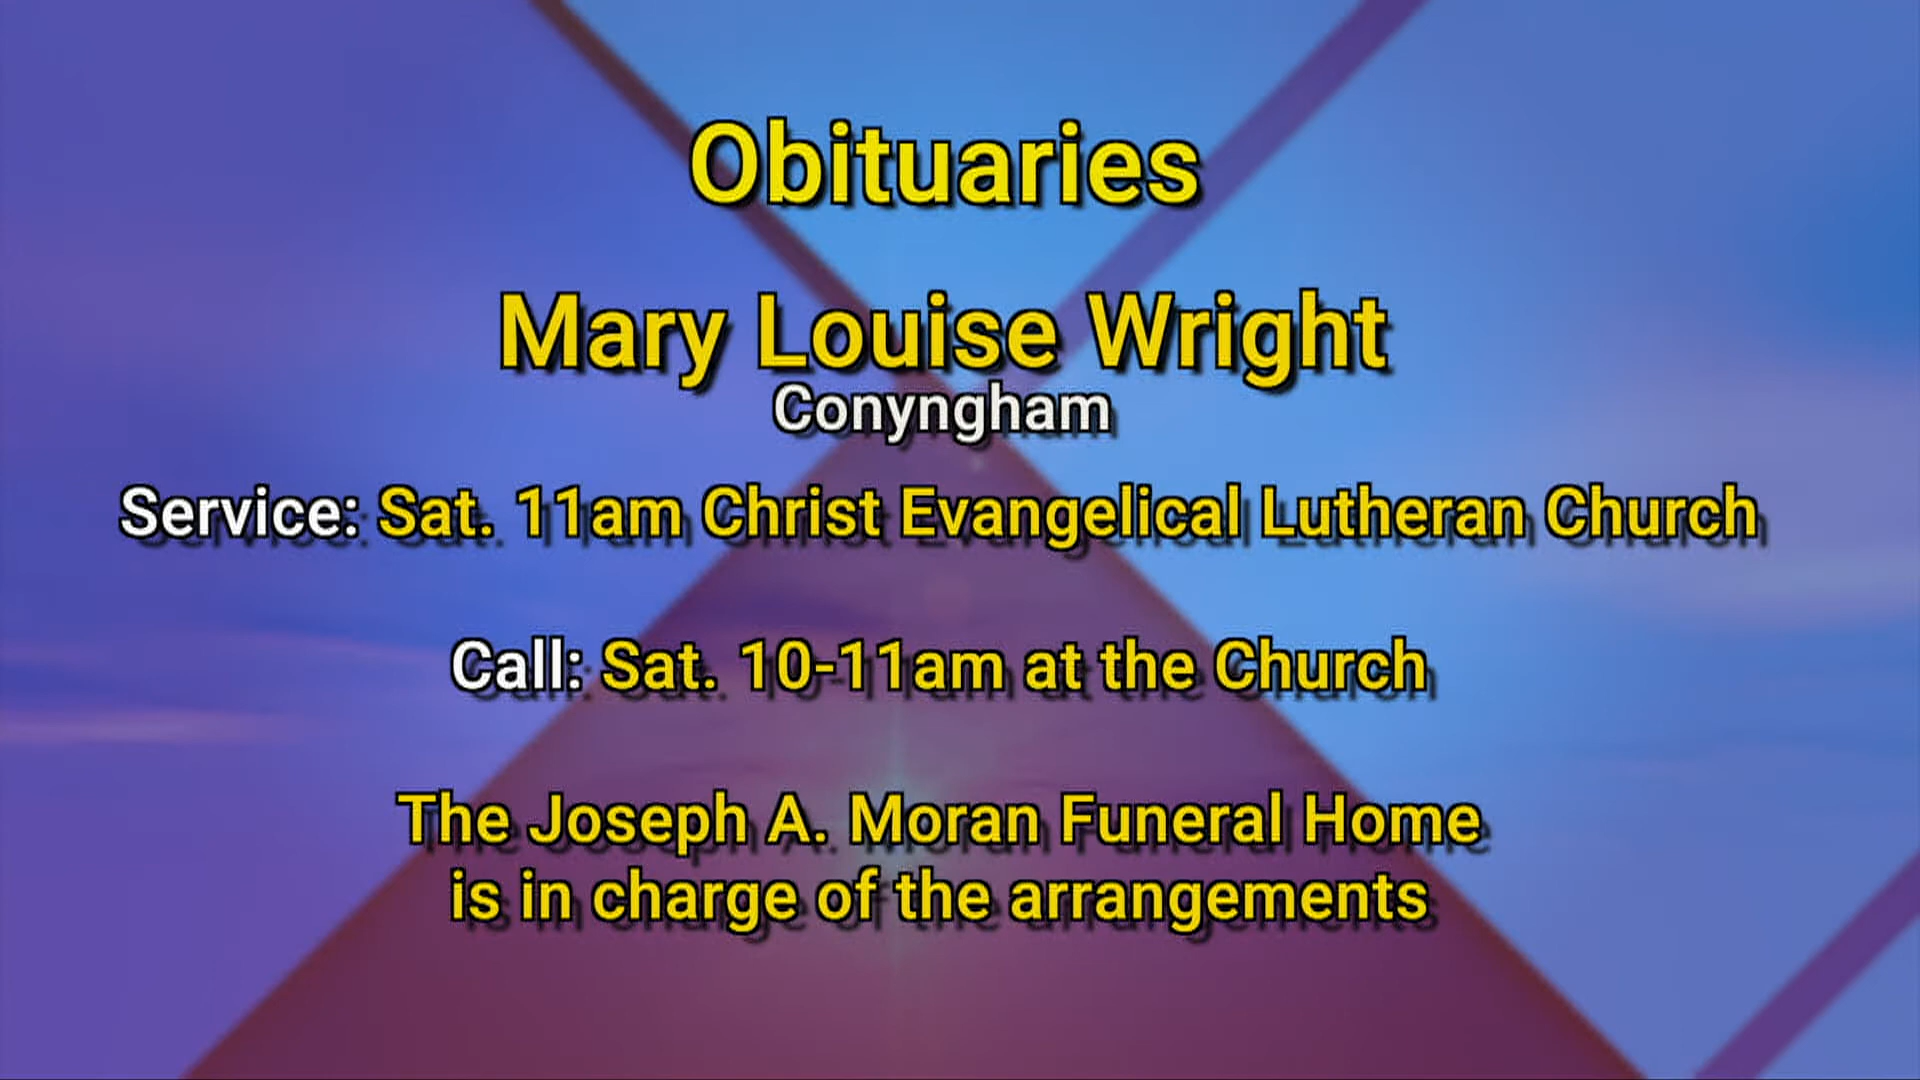 Obituaries
Mary Louise Wright
Conyngham
Service: Sat. 11am Christ Evangelical Lutheran Church
Call: Sat. 10-11am at the Church
The Joseph A. Moran Funeral Home
is in charge of the arrangements